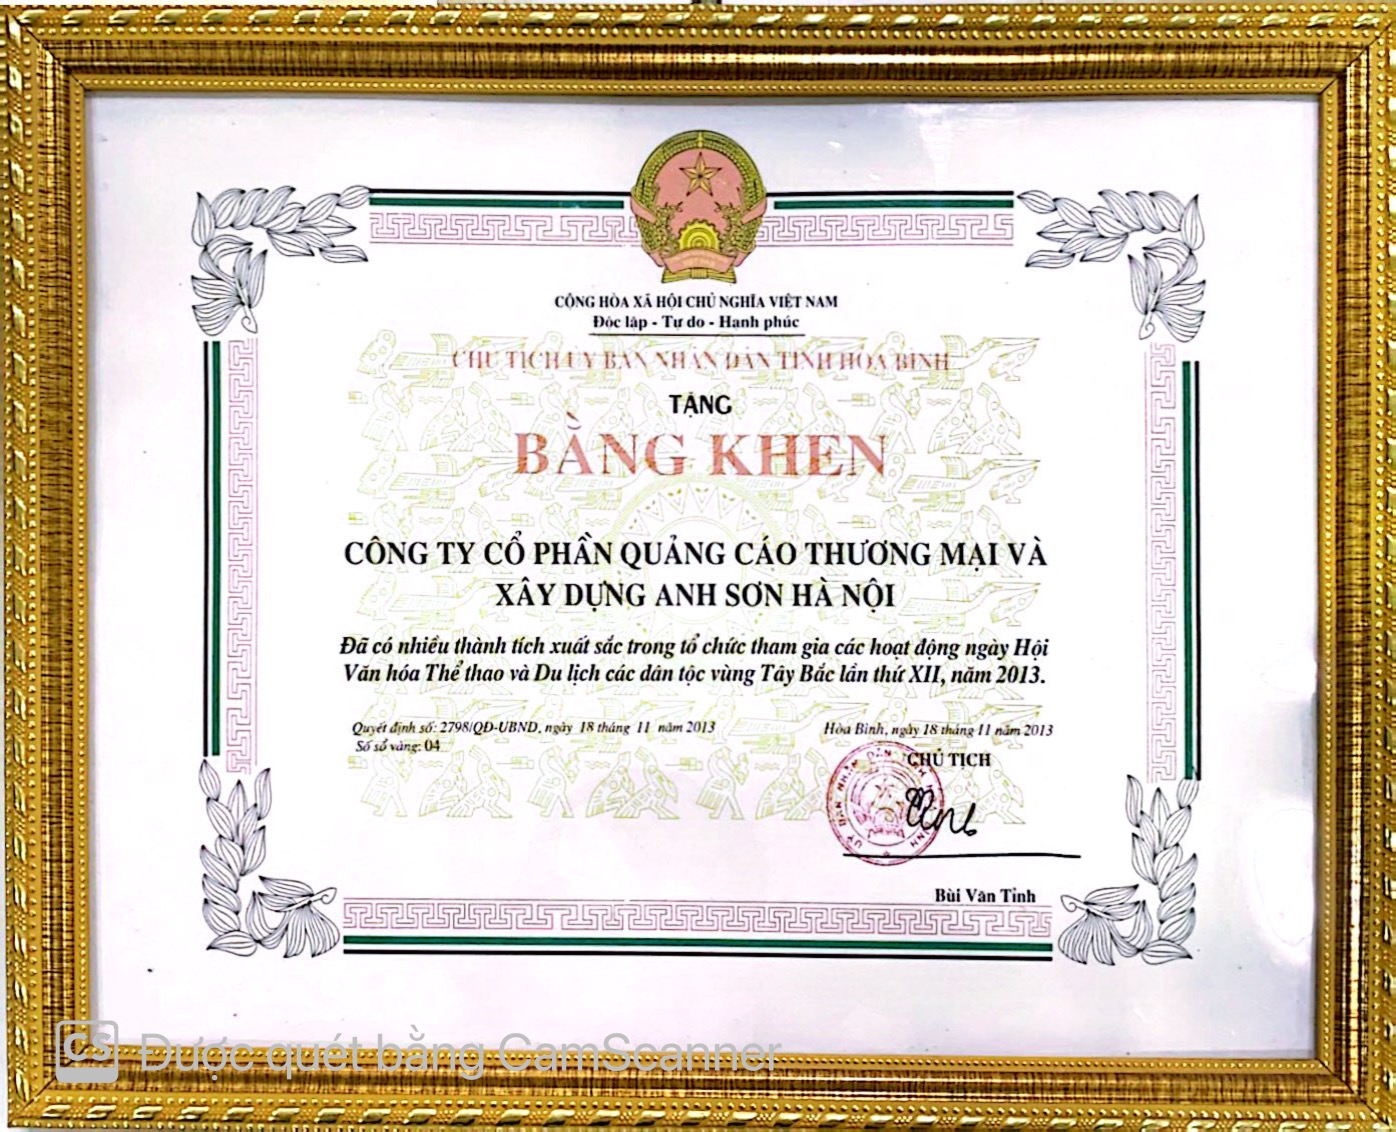 CỘNG HÒA XÃ HỘI CHỦ NGHĨA VIỆT NAM
Độc lập - Tự do - Hạnh phúc
CHỦ TỊCH ỦY BAN NHÂN DÂN TỈNH HÒA BÌNH
TẶNG
BẰNG KHEN
CÔNG TY CỔ PHẦN QUẢNG CÁO THƯƠNG MẠI VÀ
XÂY DỰNG ANH SƠN HÀ NỘI
Đã có nhiều thành tích xuất sắc trong tổ chức tham gia các hoạt động ngày Hội
Văn hóa Thể thao và Du lịch các dân tộc vùng Tây Bắc lần thứ XII, năm 2013.
Quyết định số: 2798/QĐ-UBND, ngày 18 tháng 11 năm 2013
Số sổ vàng: 04
Hòa Bình, ngày 18 tháng 11 năm 2013
CHỦ TỊCH
Bùi Văn Tỉnh
CS Được quét bằng CamScanner